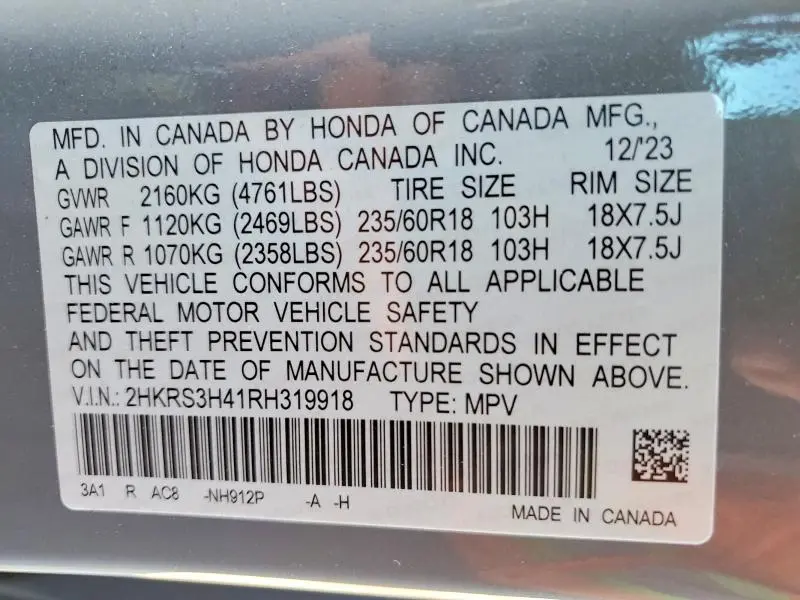 MFD. IN CANADA BY HONDA OF CANADA MFG.,
A DIVISION OF HONDA CANADA INC. 12/'23
GVWR 2160KG (4761LBS) TIRE SIZE RIM SIZE
GAWR F 1120KG (2469LBS) 235/60R18 103H 18X7.5J
GAWR R 1070KG (2358LBS) 235/60R18 103H 18X7.5J
THIS VEHICLE CONFORMS TO ALL APPLICABLE
FEDERAL MOTOR VEHICLE SAFETY
AND THEFT PREVENTION STANDARDS IN EFFECT
ON THE DATE OF MANUFACTURE SHOWN ABOVE.
V.I.N.: 2HKRS3H41RH319918 TYPE: MPV
3A1 R AC8 -NH912P -A -H
MADE IN CANADA